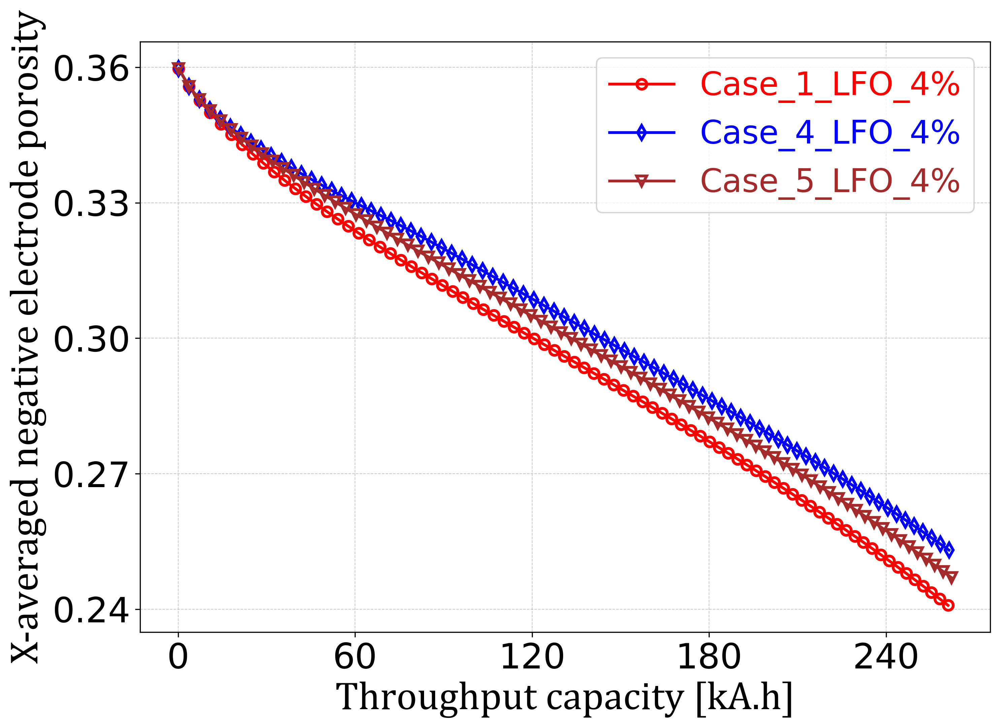 X-averaged negative electrode porosity
0.36
0.33
0.30
0.27
0.24
Case_1_LFO_4%
Case_4_LFO_4%
Case_5_LFO_4%
0 60 120 180 240
Throughput capacity [kA.h]